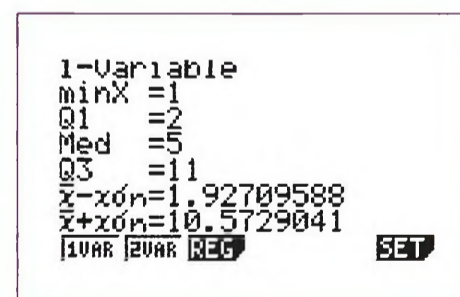 1-Variable
minX =1
Q1 =2
Med =5
Q3 =11
x̄-xσn=1.92709588
x̄+xσn=10.5729041
1VAR 2VAR REG SET